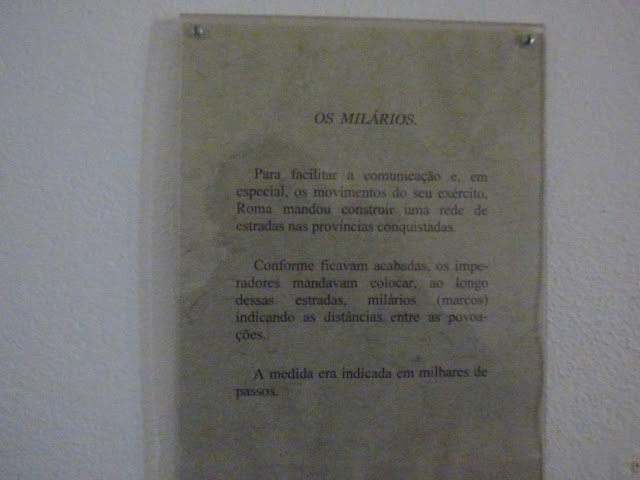 OS MILÁRIOS.
Para facilitar a comunicação e, em
especial, os movimentos do seu exército,
Roma mandou construir uma rede de
estradas nas províncias conquistadas.
Conforme ficavam acabadas, os impe-
radores mandavam colocar, ao longo
dessas estradas, milários (marcos)
indicando as distâncias entre as povoa-
ções.
A medida era indicada em milhares de
passos.